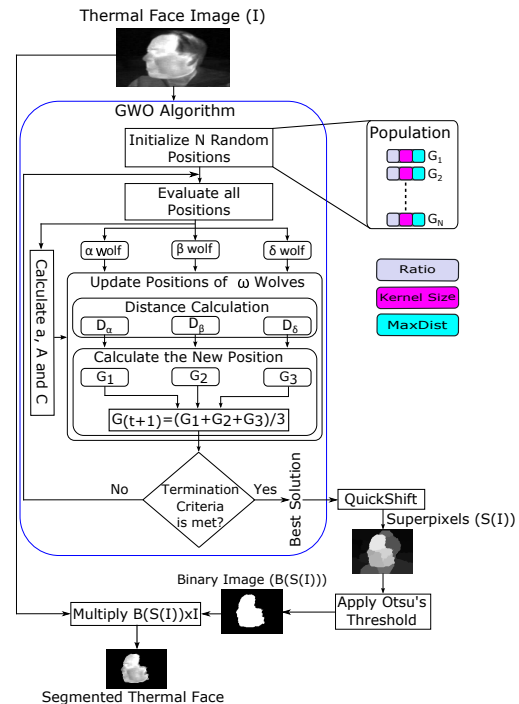 Thermal Face Image (I)
GWO Algorithm
Initialize N Random
Positions
Population
G1
G2
GN
Evaluate all
Positions
α wolf
β wolf
δ wolf
Ratio
Kernel Size
MaxDist
Calculate a, A and C
Update Positions of ω Wolves
Distance Calculation
Dα
Dβ
Dδ
Calculate the New Position
G1
G2
G3
G(t+1)=(G1+G2+G3)/3
No
Termination
Criteria
is met?
Yes
Best Solution
QuickShift
Superpixels (S(I))
Binary Image (B(S(I)))
Apply Otsu's
Threshold
Multiply B(S(I))xI
Segmented Thermal Face